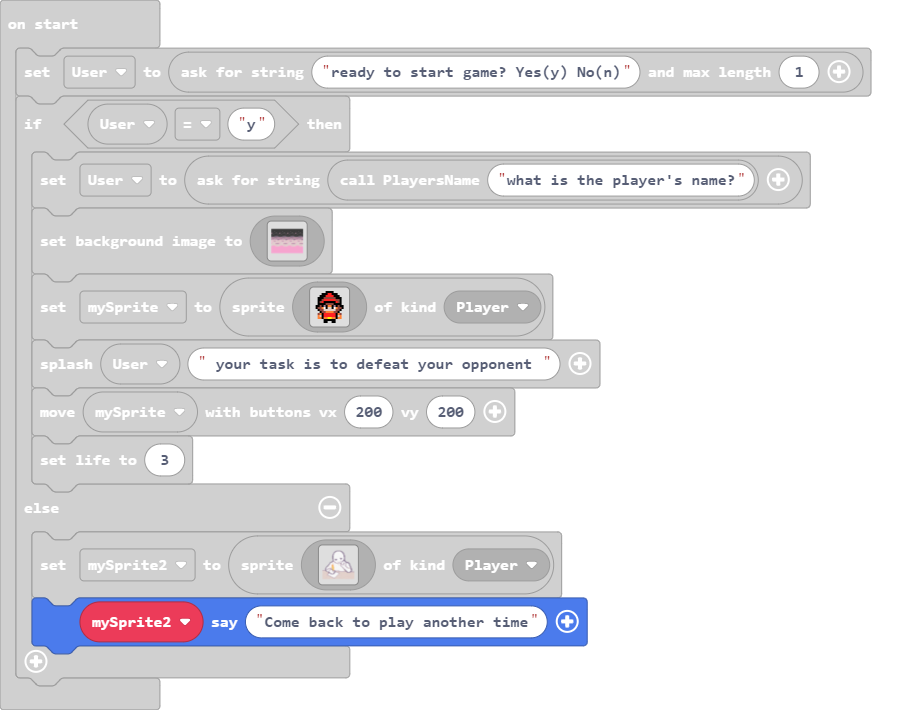 on start
set User to ask for string "ready to start game? Yes(y) No(n)" and max length 1
if User = "y" then
set User to ask for string call PlayersName "what is the player's name?"
set background image to
set mySprite to sprite of kind Player
splash User " your task is to defeat your opponent "
move mySprite with buttons vx 200 vy 200
set life to 3
else
set mySprite2 to sprite of kind Player
mySprite2 say "Come back to play another time"